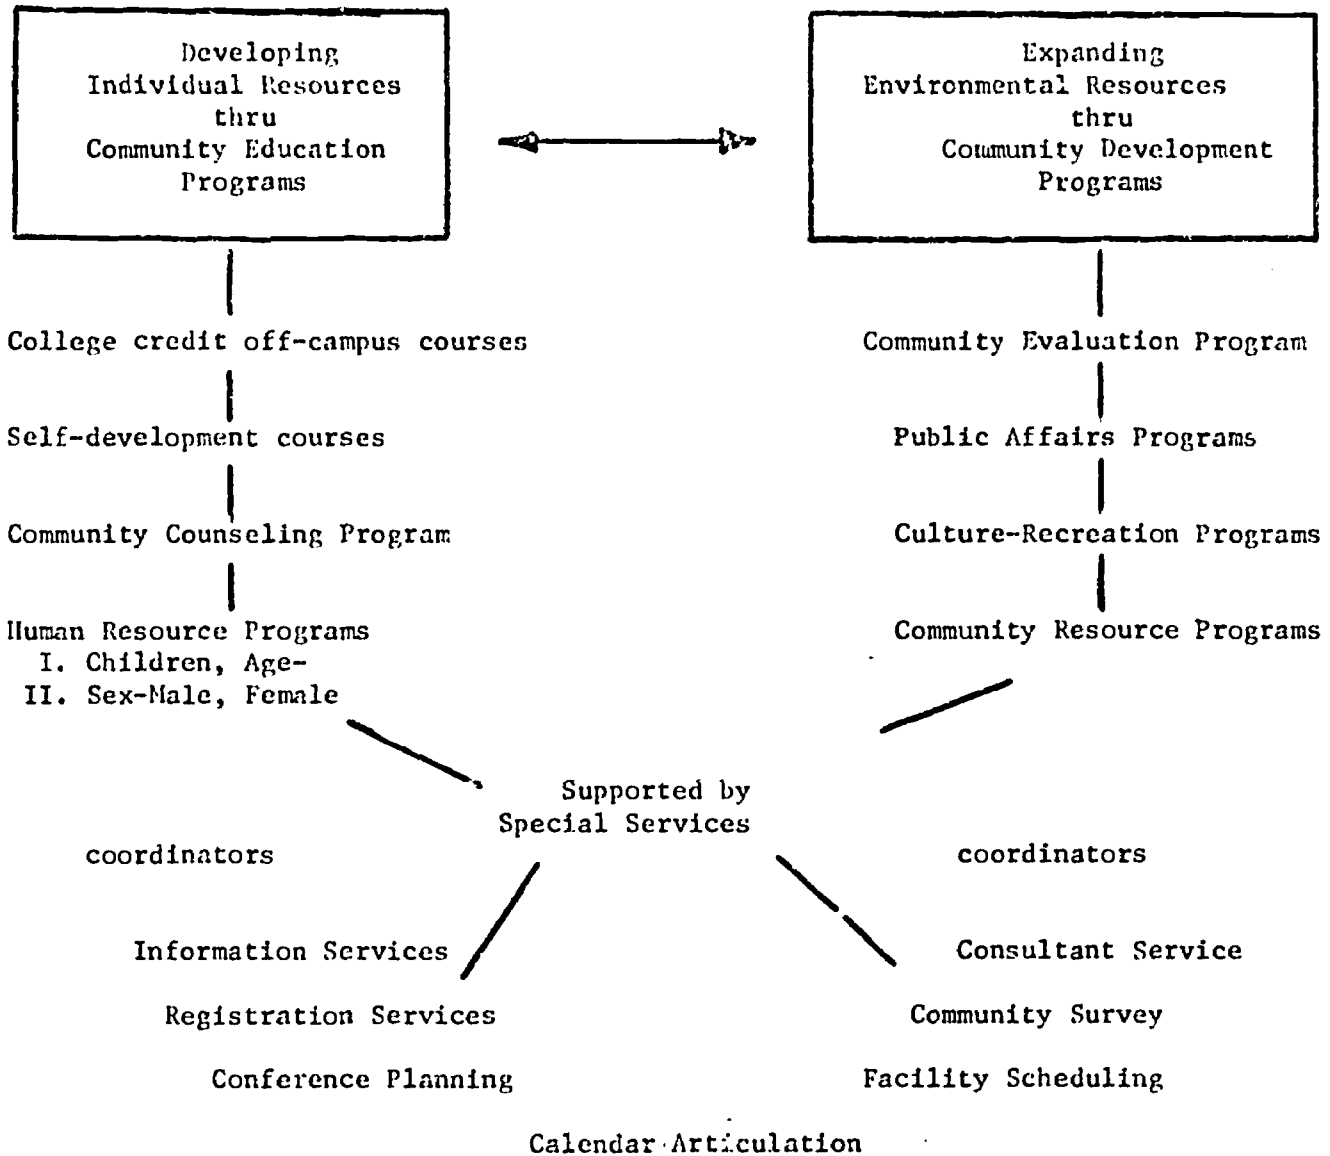 Developing
Individual Resources
thru
Community Education
Programs
Expanding
Environmental Resources
thru
Community Development
Programs
College credit off-campus courses
Self-development courses
Community Counseling Program
Human Resource Programs
I. Children, Age-
II. Sex-Male, Female
Community Evaluation Program
Public Affairs Programs
Culture-Recreation Programs
Community Resource Programs
Supported by
Special Services
coordinators
Information Services
Registration Services
Conference Planning
coordinators
Consultant Service
Community Survey
Facility Scheduling
Calendar Articulation